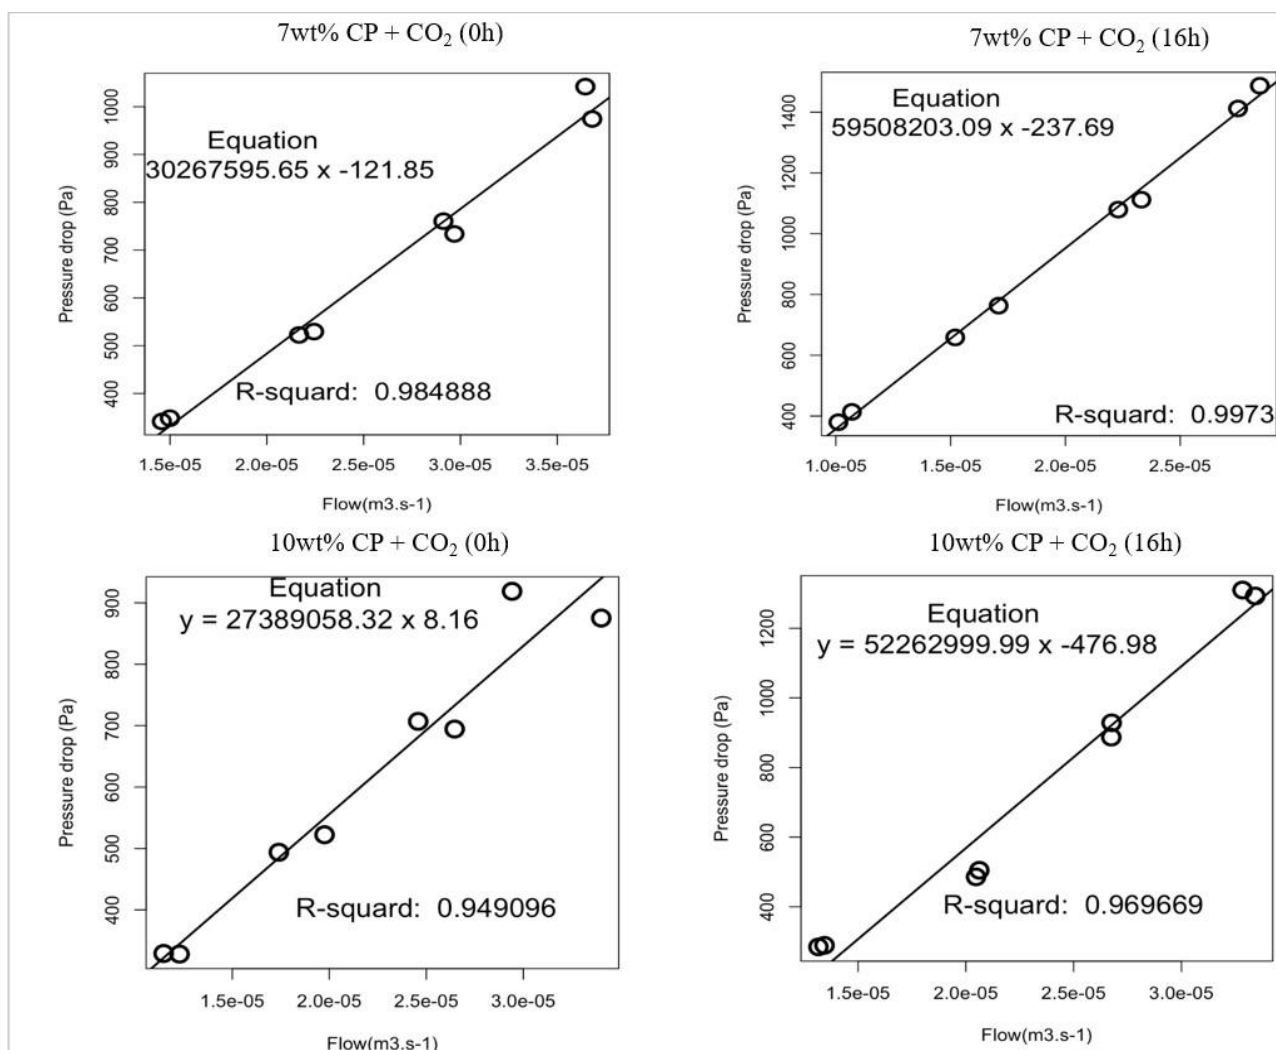 7wt% CP + CO₂ (0h)
Equation
30267595.65 x -121.85
R-squard: 0.984888
Pressure drop (Pa)
1000
900
800
700
600
500
400
1.5e-05 2.0e-05 2.5e-05 3.0e-05 3.5e-05
Flow(m3.s-1)
7wt% CP + CO₂ (16h)
Equation
59508203.09 x -237.69
R-squard: 0.9973
Pressure drop (Pa)
1400
1200
1000
800
600
400
1.0e-05 1.5e-05 2.0e-05 2.5e-05
Flow(m3.s-1)
10wt% CP + CO₂ (0h)
Equation
y = 27389058.32 x 8.16
R-squard: 0.949096
Pressure drop (Pa)
900
800
700
600
500
400
1.5e-05 2.0e-05 2.5e-05 3.0e-05
Flow(m3.s-1)
10wt% CP + CO₂ (16h)
Equation
y = 52262999.99 x -476.98
R-squard: 0.969669
Pressure drop (Pa)
1200
1000
800
600
400
1.5e-05 2.0e-05 2.5e-05 3.0e-05
Flow(m3.s-1)